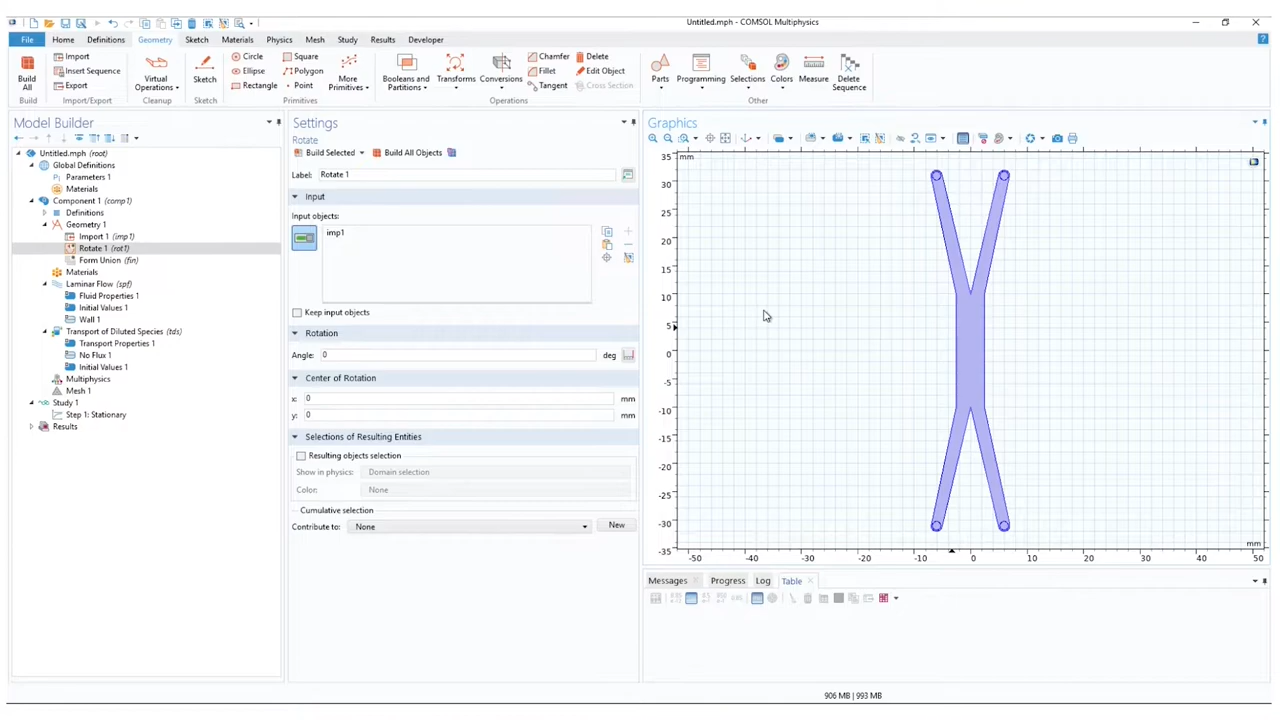 Untitled.mph - COMSOL Multiphysics
File Home Definitions Geometry Sketch Materials Physics Mesh Study Results Developer
Build All
Build
Import
Insert Sequence
Export
Import/Export
Virtual Operations
Cleanup
Sketch
Sketch
Circle Square
Ellipse Polygon
Rectangle Point
More Primitives
Primitives
Booleans and Partitions
Transforms
Conversions
Chamfer Delete
Fillet Edit Object
Tangent Cross Section
Operations
Parts
Programming
Selections
Colors
Measure
Delete Sequence
Other
Model Builder
Untitled.mph (root)
Global Definitions
Parameters 1
Materials
Component 1 (comp1)
Definitions
Geometry 1
Import 1 (imp1)
Rotate 1 (rot1)
Form Union (fin)
Materials
Laminar Flow (spf)
Fluid Properties 1
Initial Values 1
Wall 1
Transport of Diluted Species (tds)
Transport Properties 1
No Flux 1
Initial Values 1
Multiphysics
Mesh 1
Study 1
Step 1: Stationary
Results
Settings
Rotate
Build Selected Build All Objects
Label: Rotate 1
Input
Input objects:
imp1
Keep input objects
Rotation
Angle: 0 deg
Center of Rotation
x: 0 mm
y: 0 mm
Selections of Resulting Entities
Resulting objects selection
Show in physics: Domain selection
Color: None
Cumulative selection
Contribute to: None New
Graphics
35 mm
30
25
20
15
10
5
0
-5
-10
-15
-20
-25
-30
-35
mm
-50 -40 -30 -20 -10 0 10 20 30 40 50
Messages Progress Log Table
906 MB | 993 MB